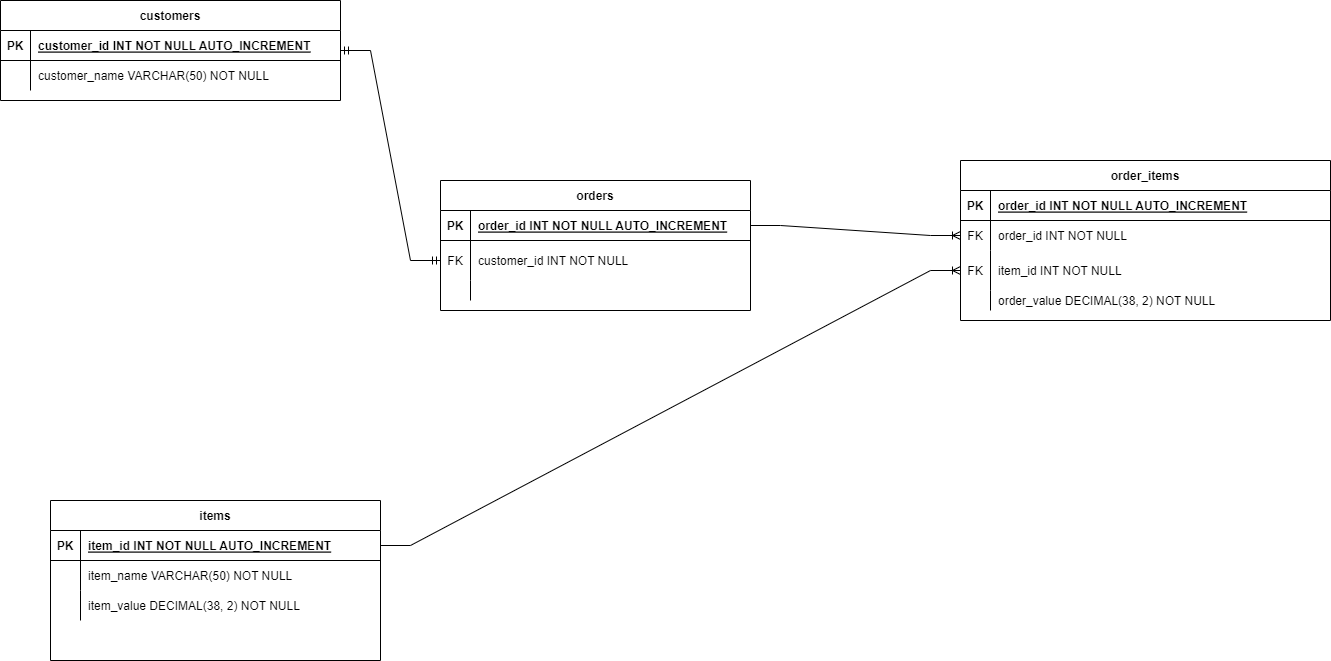 customers
PK customer_id INT NOT NULL AUTO_INCREMENT
customer_name VARCHAR(50) NOT NULL
orders
PK order_id INT NOT NULL AUTO_INCREMENT
FK customer_id INT NOT NULL
order_items
PK order_id INT NOT NULL AUTO_INCREMENT
FK order_id INT NOT NULL
FK item_id INT NOT NULL
order_value DECIMAL(38, 2) NOT NULL
items
PK item_id INT NOT NULL AUTO_INCREMENT
item_name VARCHAR(50) NOT NULL
item_value DECIMAL(38, 2) NOT NULL